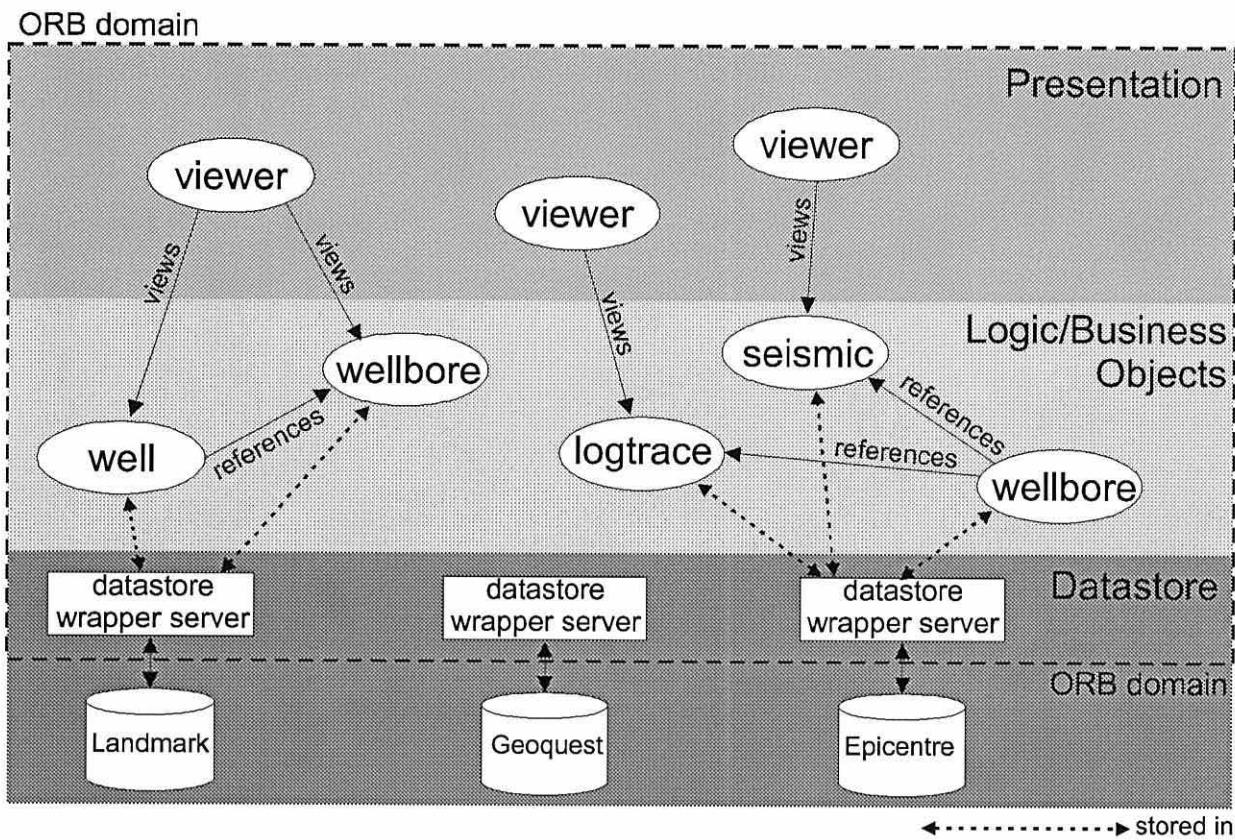 ORB domain
Presentation
viewer
viewer
viewer
views
views
views
views
Logic/Business
Objects
wellbore
seismic
well
references
logtrace
references
references
wellbore
Datastore
datastore
wrapper server
datastore
wrapper server
datastore
wrapper server
ORB domain
Landmark
Geoquest
Epicentre
stored in